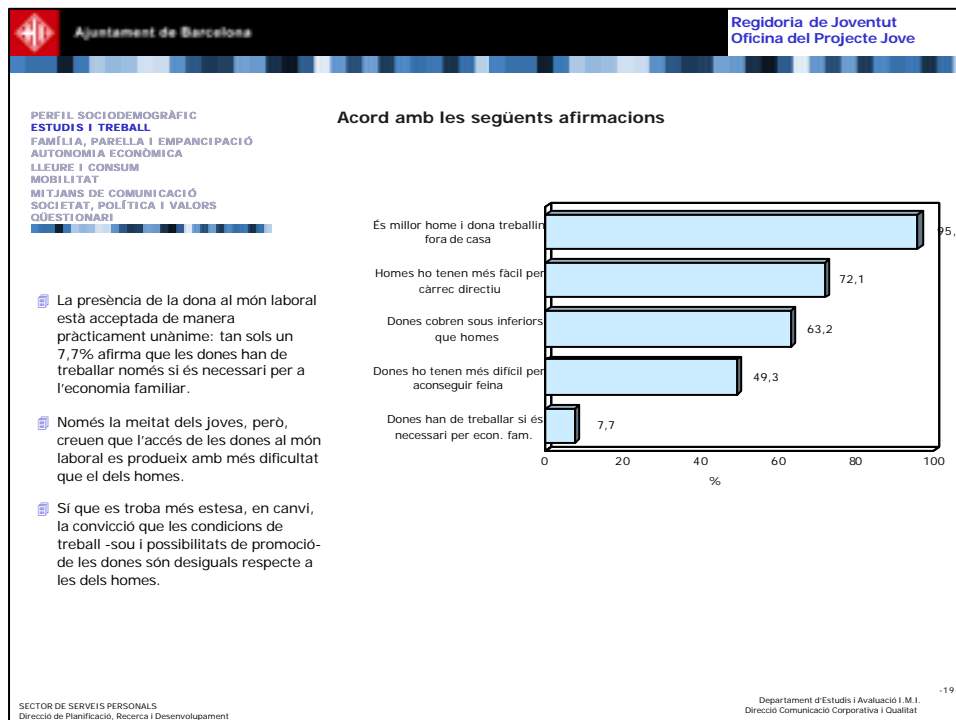 Ajuntament de Barcelona
Regidoria de Joventut
Oficina del Projecte Jove
PERFIL SOCIODEMOGRÀFIC
ESTUDIS I TREBALL
FAMÍLIA, PARELLA I EMPANCIPACIÓ
AUTONOMIA ECONÒMICA
LLEURE I CONSUM
MOBILITAT
MITJANS DE COMUNICACIÓ
SOCIETAT, POLÍTICA I VALORS
QÜESTIONARI
La presència de la dona al món laboral
està acceptada de manera
pràcticament unànime: tan sols un
7,7% afirma que les dones han de
treballar només si és necessari per a
l'economia familiar.
Només la meitat dels joves, però,
creuen que l'accés de les dones al món
laboral es produeix amb més dificultat
que el dels homes.
Sí que es troba més estesa, en canvi,
la convicció que les condicions de
treball -sou i possibilitats de promoció-
de les dones són desiguals respecte a
les dels homes.
Acord amb les següents afirmacions
És millor home i dona treballin
fora de casa
95,
Homes ho tenen més fàcil per
càrrec directiu
72,1
Dones cobren sous inferiors
que homes
63,2
Dones ho tenen més difícil per
aconseguir feina
49,3
Dones han de treballar si és
necessari per econ. fam.
7,7
0 20 40 60 80 100
%
SECTOR DE SERVEIS PERSONALS
Direcció de Planificació, Recerca i Desenvolupament
Departament d'Estudis i Avaluació I.M.I.
Direcció Comunicació Corporativa i Qualitat
-19